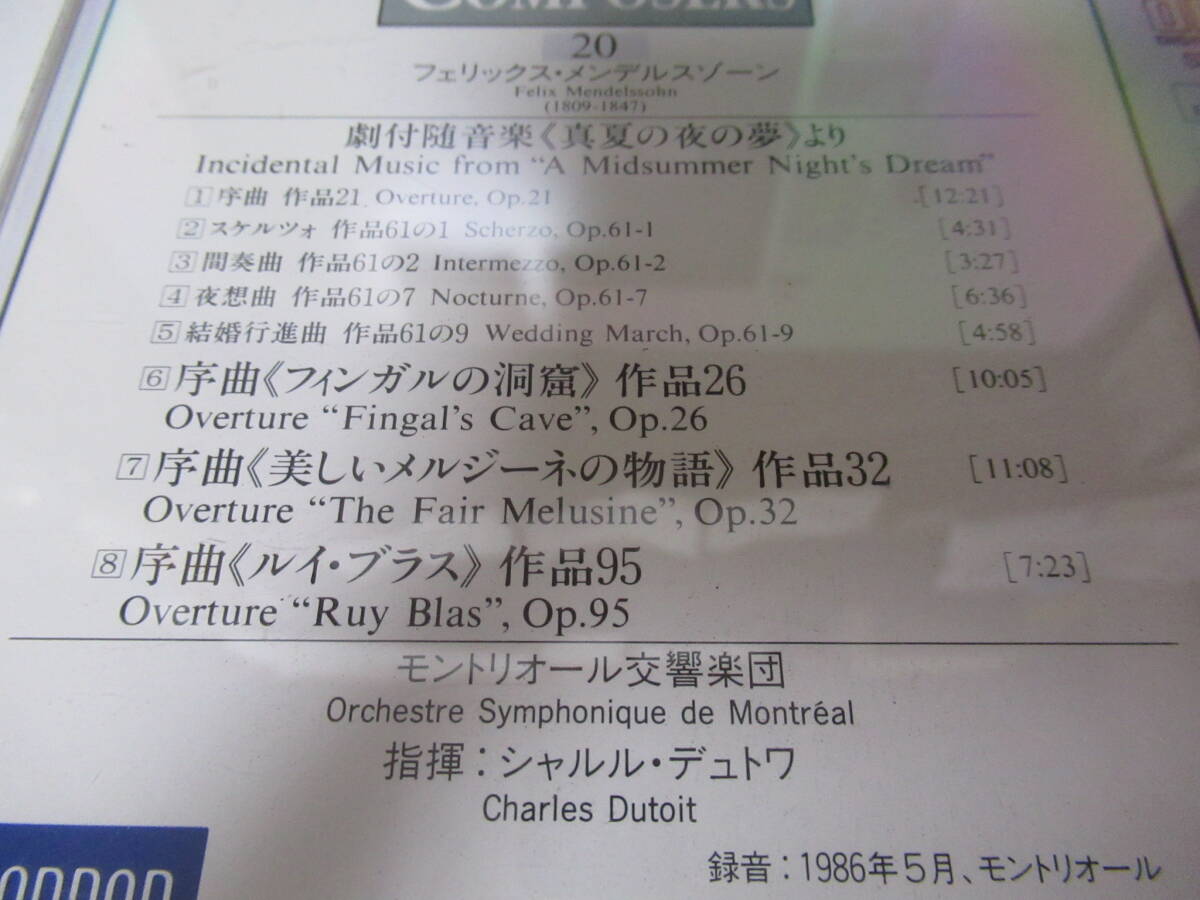 COMPOSERS
20
フェリックス・メンデルスゾーン
Felix Mendelssohn
(1809-1847)
劇付随音楽《真夏の夜の夢》より
Incidental Music from “A Midsummer Night's Dream”
1 序曲 作品21 Overture, Op.21 [12:21]
2 スケルツォ 作品61の1 Scherzo, Op.61-1 [4:31]
3 間奏曲 作品61の2 Intermezzo, Op.61-2 [3:27]
4 夜想曲 作品61の7 Nocturne, Op.61-7 [6:36]
5 結婚行進曲 作品61の9 Wedding March, Op.61-9 [4:58]
6 序曲《フィンガルの洞窟》 作品26 [10:05]
Overture “Fingal's Cave”, Op.26
7 序曲《美しいメルジーネの物語》 作品32 [11:08]
Overture “The Fair Melusine”, Op.32
8 序曲《ルイ・ブラス》 作品95 [7:23]
Overture “Ruy Blas”, Op.95
モントリオール交響楽団
Orchestre Symphonique de Montréal
指揮：シャルル・デュトワ
Charles Dutoit
録音：1986年5月、モントリオール
LONDON